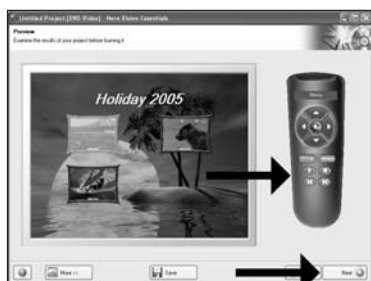 Untitled Project [DVD-Video] - Nero Vision Essentials
Preview
Examine the results of your project before burning it.
Holiday 2005
More <<
Save
Next